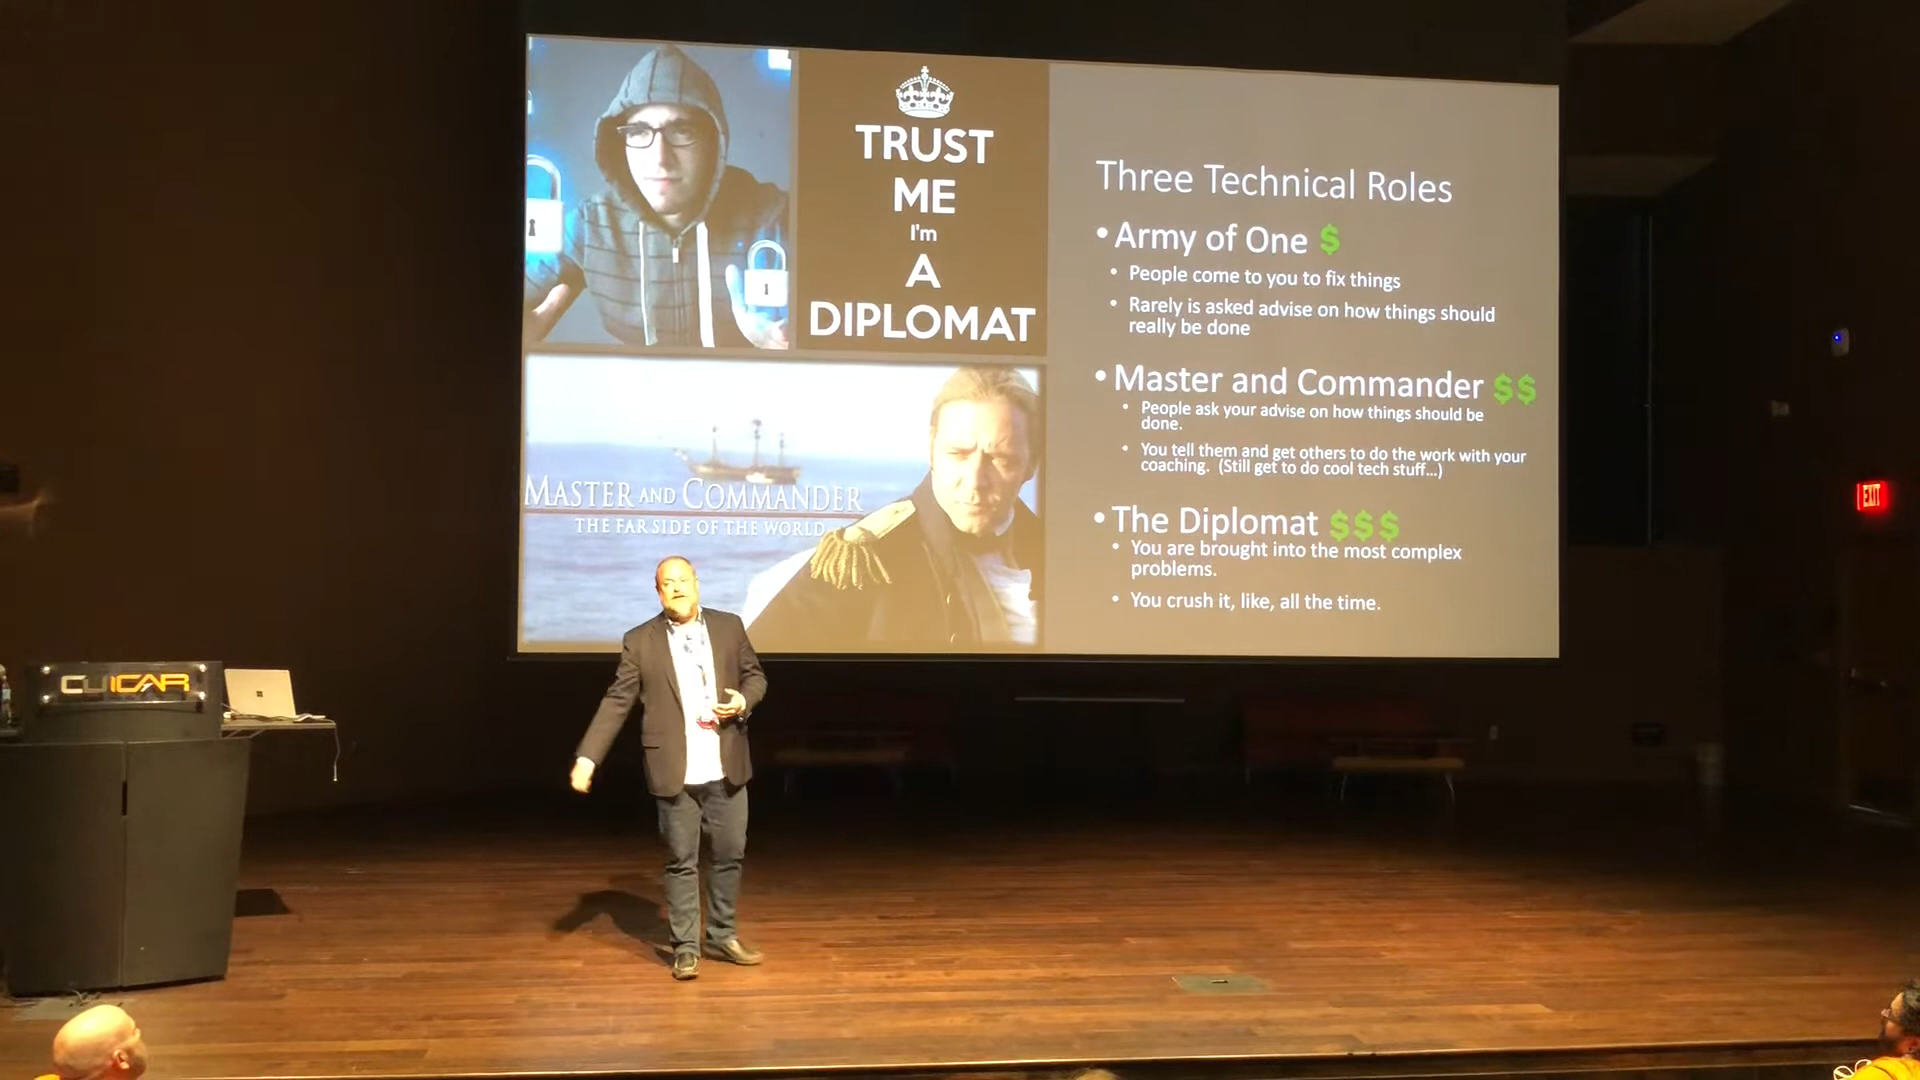 TRUST
ME
I'm
A
DIPLOMAT
MASTER AND COMMANDER
THE FAR SIDE OF THE WORLD
Three Technical Roles
• Army of One $
• People come to you to fix things
• Rarely is asked advise on how things should
really be done
• Master and Commander $$
• People ask your advise on how things should be
done.
• You tell them and get others to do the work with your
coaching. (Still get to do cool tech stuff...)
• The Diplomat $$$
• You are brought into the most complex
problems.
• You crush it, like, all the time.
CUICAR
EXIT